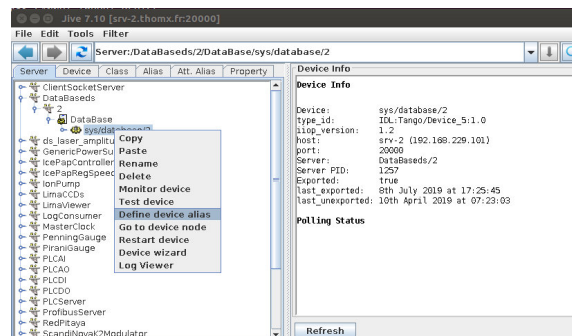 Jive 7.10 [srv-2.thomx.fr:20000]
File Edit Tools Filter
Server:/DataBaseds/2/DataBase/sys/database/2
Server Device Class Alias Att. Alias Property
ClientSocketServer
DataBaseds
2
DataBase
sys/database/2
ds_laser_amplitu
GenericPowerSu
IcePapController
IcePapRegSpeed
IonPump
LimaCCDs
LimaViewer
LogConsumer
MasterClock
PenningGauge
PiraniGauge
PLCAI
PLCAO
PLCDI
PLCDO
PLCServer
ProfibusServer
RedPitaya
ScandiNovaK2Modulator
Copy
Paste
Rename
Delete
Monitor device
Test device
Define device alias
Go to device node
Restart device
Device wizard
Log Viewer
Device Info
Device Info
Device: sys/database/2
type_id: IDL:Tango/Device_5:1.0
iiop_version: 1.2
host: srv-2 (192.168.229.101)
port: 20000
Server: DataBaseds/2
Server PID: 1257
Exported: true
last_exported: 8th July 2019 at 17:25:45
last_unexported: 10th April 2019 at 07:23:03
Polling Status
Refresh